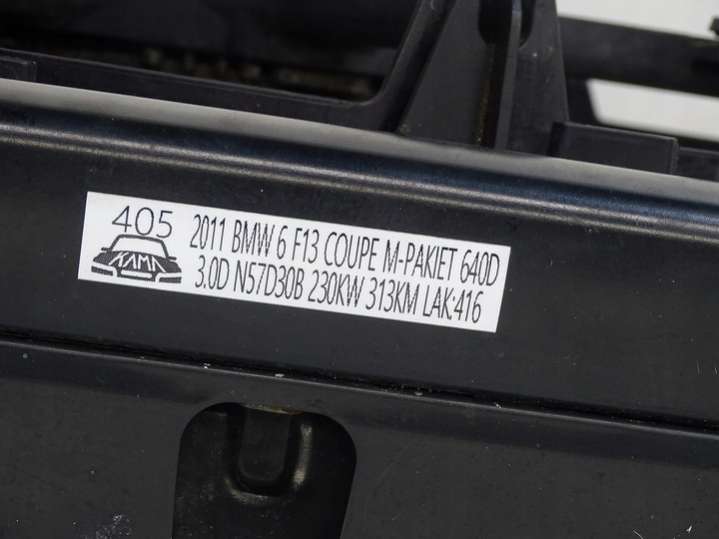 405
KAMA
2011 BMW 6 F13 COUPE M-PAKIET 640D
3.0D N57D30B 230KW 313KM LAK:416